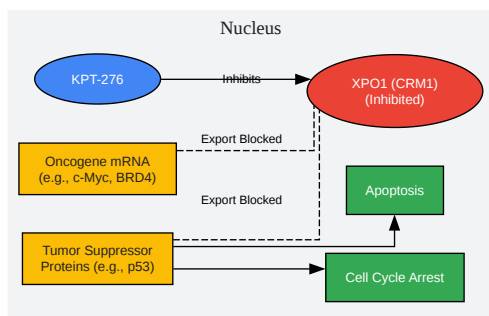 Nucleus
KPT-276
Inhibits
XPO1 (CRM1)
(Inhibited)
Export Blocked
Oncogene mRNA
(e.g., c-Myc, BRD4)
Apoptosis
Export Blocked
Tumor Suppressor
Proteins (e.g., p53)
Cell Cycle Arrest